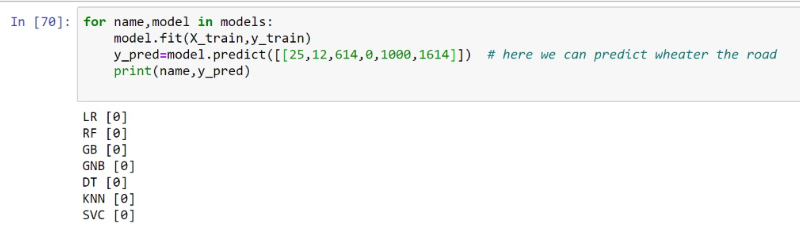 In [70]: for name,model in models:
    model.fit(X_train,y_train)
    y_pred=model.predict([[25,12,614,0,1000,1614]])  # here we can predict wheater the road
    print(name,y_pred)
LR [0]
RF [0]
GB [0]
GNB [0]
DT [0]
KNN [0]
SVC [0]